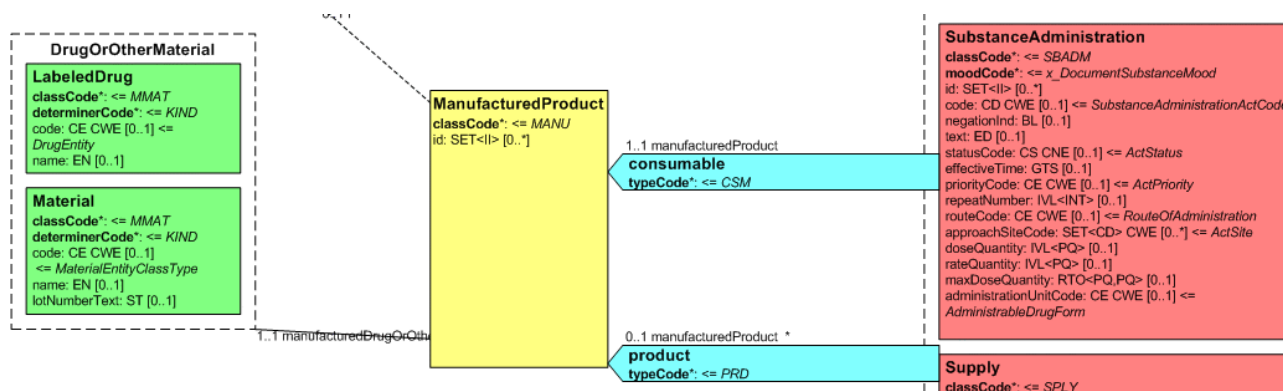 DrugOrOtherMaterial
LabeledDrug
classCode*: <= MMAT
determinerCode*: <= KIND
code: CE CWE [0..1] <=
DrugEntity
name: EN [0..1]
Material
classCode*: <= MMAT
determinerCode*: <= KIND
code: CE CWE [0..1]
<= MaterialEntityClassType
name: EN [0..1]
lotNumberText: ST [0..1]
1..1 manufacturedDrugOrOthe
ManufacturedProduct
classCode*: <= MANU
id: SET<II> [0..*]
1..1 manufacturedProduct
consumable
typeCode*: <= CSM
0..1 manufacturedProduct *
product
typeCode*: <= PRD
SubstanceAdministration
classCode*: <= SBADM
moodCode*: <= x_DocumentSubstanceMood
id: SET<II> [0..*]
code: CD CWE [0..1] <= SubstanceAdministrationActCode
negationInd: BL [0..1]
text: ED [0..1]
statusCode: CS CNE [0..1] <= ActStatus
effectiveTime: GTS [0..1]
priorityCode: CE CWE [0..1] <= ActPriority
repeatNumber: IVL<INT> [0..1]
routeCode: CE CWE [0..1] <= RouteOfAdministration
approachSiteCode: SET<CD> CWE [0..*] <= ActSite
doseQuantity: IVL<PQ> [0..1]
rateQuantity: IVL<PQ> [0..1]
maxDoseQuantity: RTO<PQ,PQ> [0..1]
administrationUnitCode: CE CWE [0..1] <=
AdministrableDrugForm
Supply
classCode*: <= SPLY